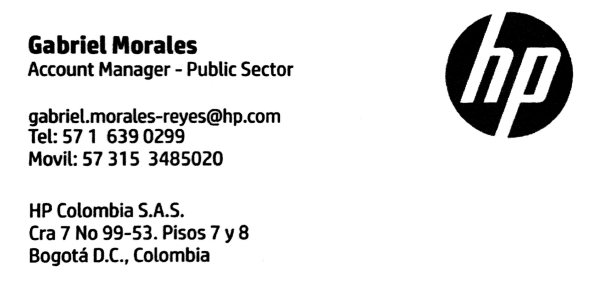 Gabriel Morales
Account Manager - Public Sector
hp
gabriel.morales-reyes@hp.com
Tel: 57 1 639 0299
Movil: 57 315 3485020
HP Colombia S.A.S.
Cra 7 No 99-53. Pisos 7 y 8
Bogotá D.C., Colombia